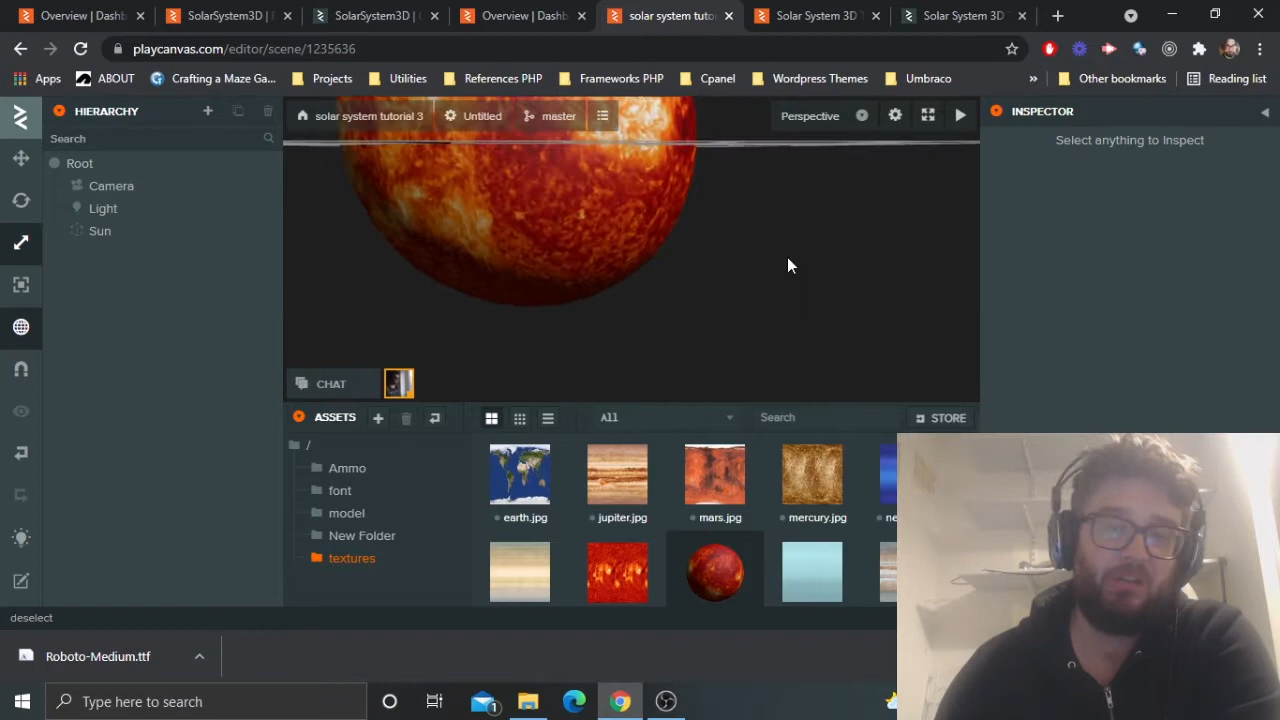 Overview | Dashb
SolarSystem3D | F
SolarSystem3D | C
Overview | Dashb
solar system tuto
Solar System 3D T
Solar System 3D T
playcanvas.com/editor/scene/1235636
Apps
ABOUT
Crafting a Maze Ga...
Projects
Utilities
References PHP
Frameworks PHP
Cpanel
Wordpress Themes
Umbraco
»
Other bookmarks
Reading list
HIERARCHY
Search
Root
Camera
Light
Sun
solar system tutorial 3
Untitled
master
Perspective
INSPECTOR
Select anything to Inspect
CHAT
ASSETS
All
Search
STORE
/
Ammo
font
model
New Folder
textures
earth.jpg
jupiter.jpg
mars.jpg
mercury.jpg
ne
deselect
Roboto-Medium.ttf
Type here to search
1